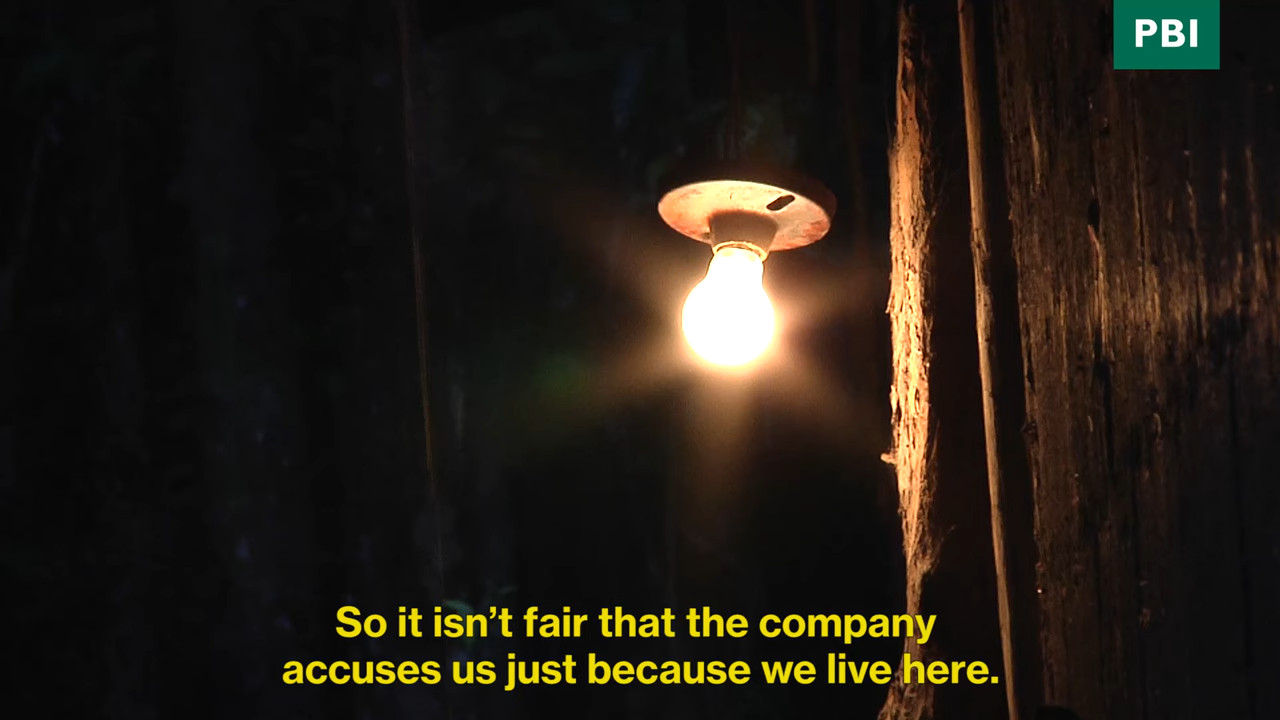 PBI
So it isn’t fair that the company
accuses us just because we live here.